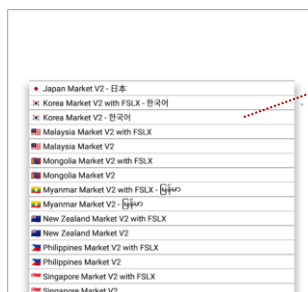 Japan Market V2 - 日本
Korea Market V2 with FSLX - 한국어
Korea Market V2 - 한국어
Malaysia Market V2 with FSLX
Malaysia Market V2
Mongolia Market V2 with FSLX
Mongolia Market V2
Myanmar Market V2 with FSLX - မြန်မာ
Myanmar Market V2 - မြန်မာ
New Zealand Market V2 with FSLX
New Zealand Market V2
Philippines Market V2 with FSLX
Philippines Market V2
Singapore Market V2 with FSLX
Singapore Market V2